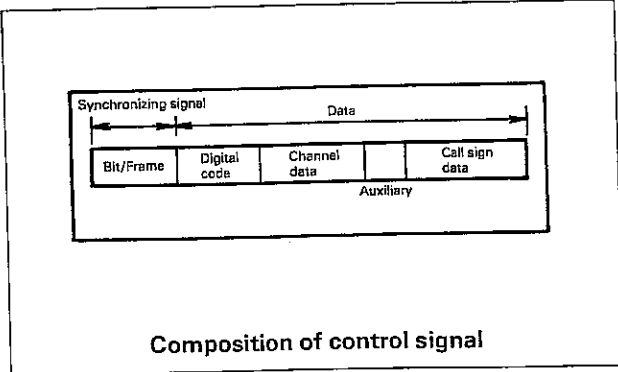 Synchronizing signal
Data
Bit/Frame
Digital
code
Channel
data
Call sign
data
Auxiliary
Composition of control signal